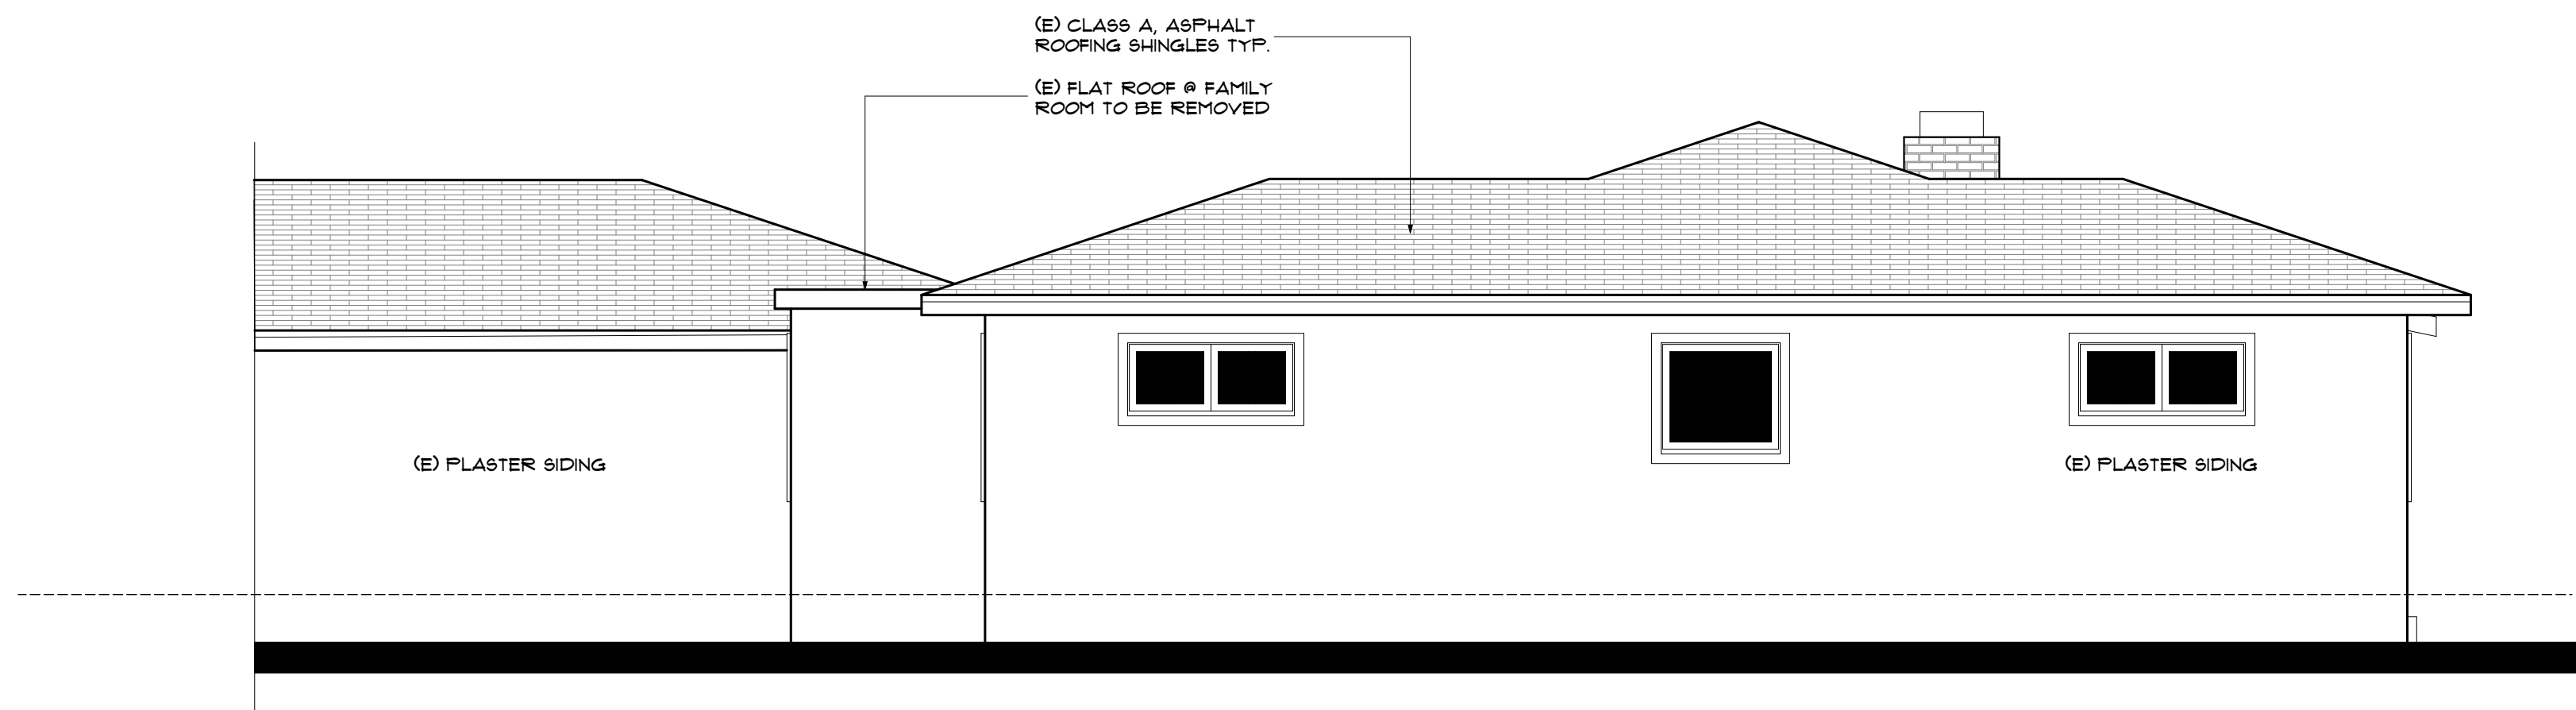 (E) CLASS A, ASPHALT
ROOFING SHINGLES TYP.
(E) FLAT ROOF @ FAMILY
ROOM TO BE REMOVED
(E) PLASTER SIDING
(E) PLASTER SIDING